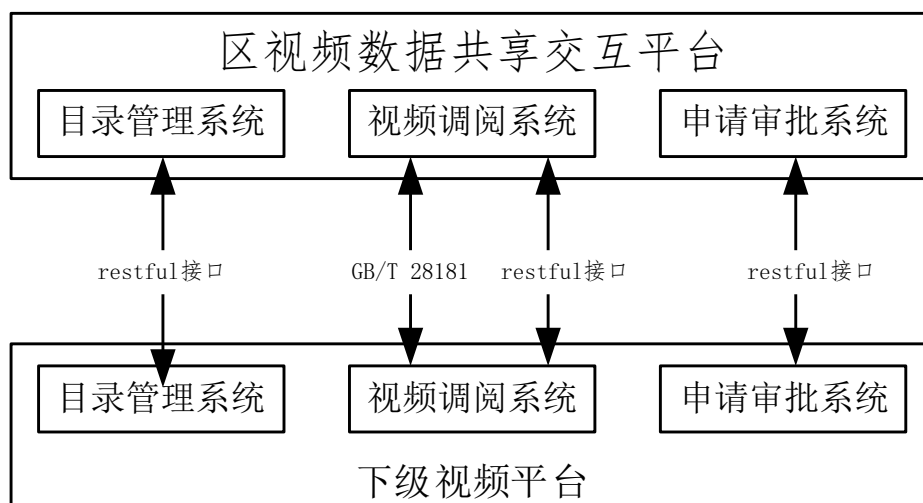 区视频数据共享交互平台
目录管理系统
视频调阅系统
申请审批系统
restful接口
GB/T 28181
restful接口
restful接口
目录管理系统
视频调阅系统
申请审批系统
下级视频平台